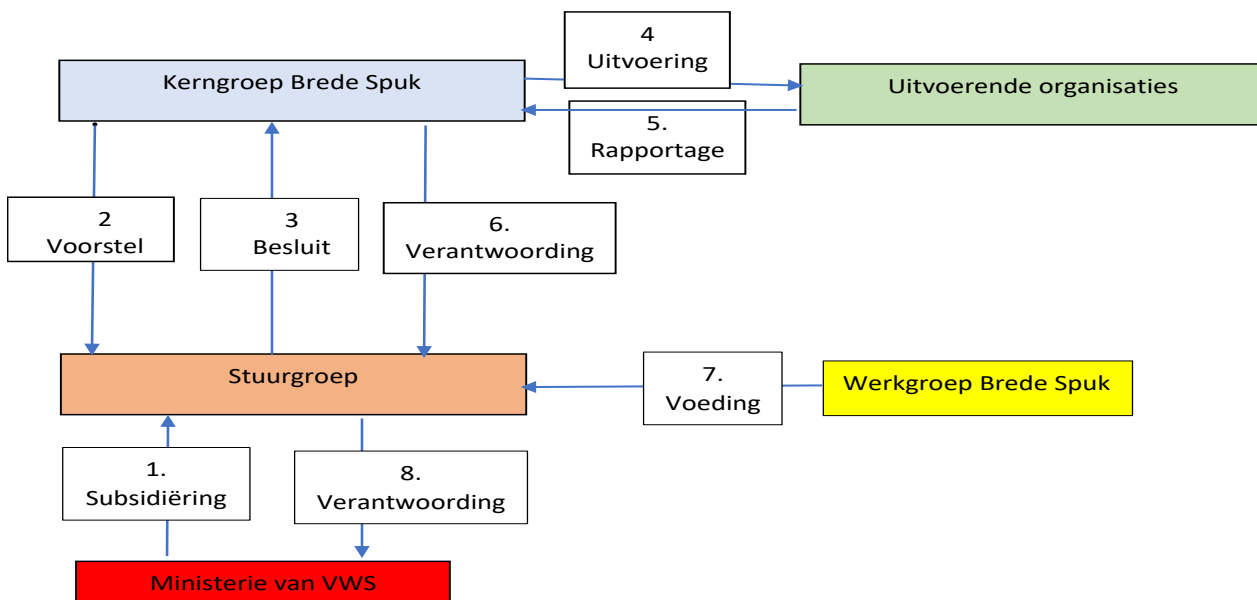 4
Uitvoering
Kerngroep Brede Spuk
Uitvoerende organisaties
5.
Rapportage
2
Voorstel
3
Besluit
6.
Verantwoording
Stuurgroep
7.
Voeding
Werkgroep Brede Spuk
1.
Subsidiëring
8.
Verantwoording
Ministerie van VWS